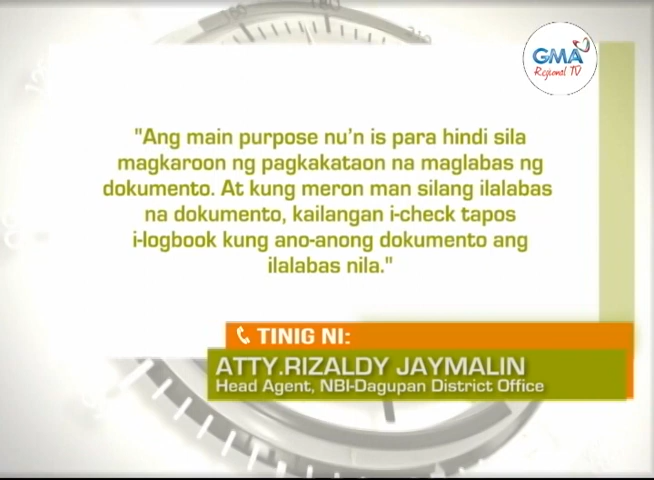 GMA
Regional TV
"Ang main purpose nu'n is para hindi sila
magkaroon ng pagkakataon na maglabas ng
dokumento. At kung meron man silang ilalabas
na dokumento, kailangan i-check tapos
i-logbook kung ano-anong dokumento ang
ilalabas nila."
TINIG NI:
ATTY.RIZALDY JAYMALIN
Head Agent, NBI-Dagupan District Office